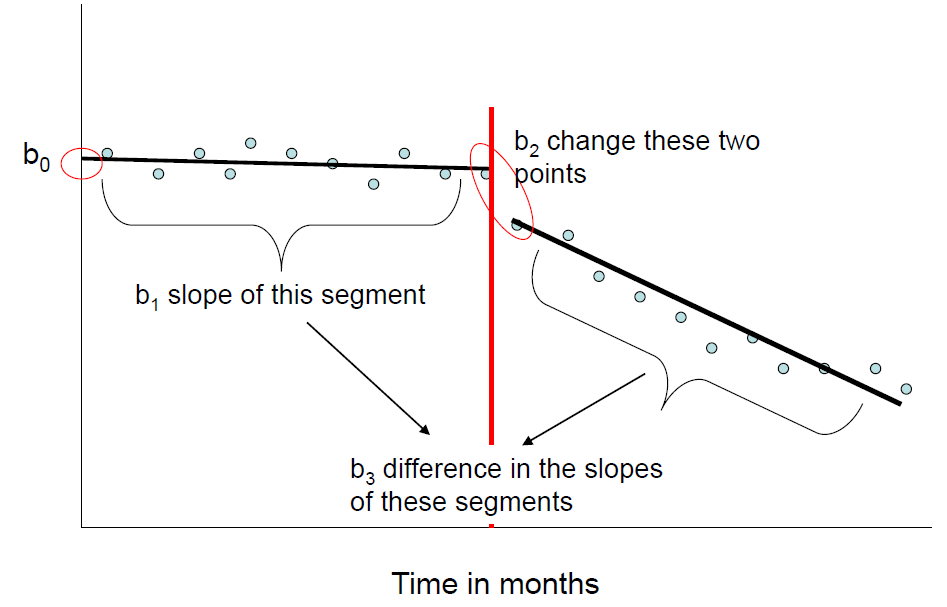 b₀
b₂ change these two
points
b₁ slope of this segment
b₃ difference in the slopes
of these segments
Time in months